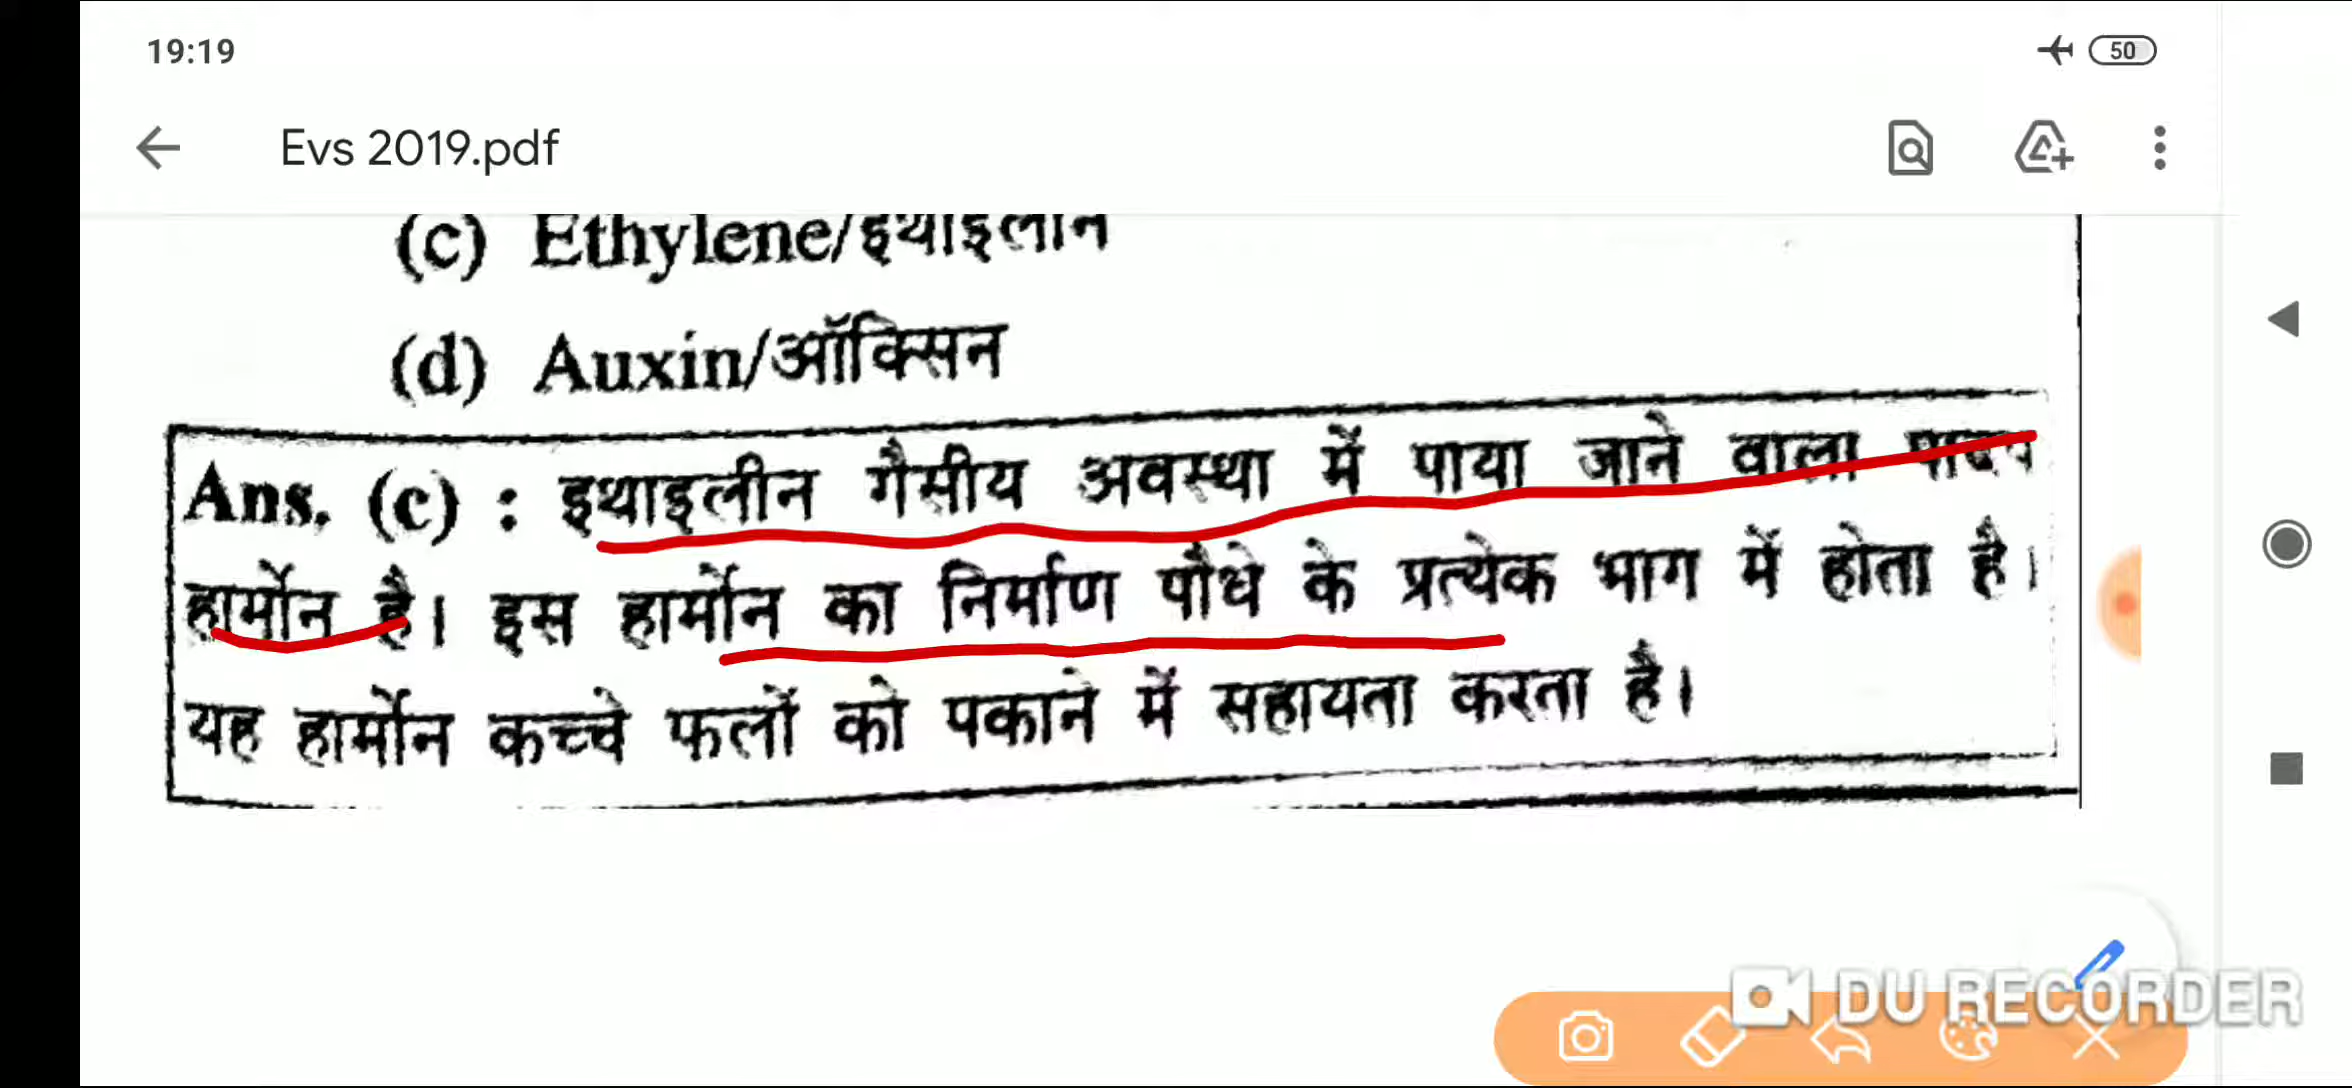 19:19
50
Evs 2019.pdf
(c) Ethylene/इथाइलीन
(d) Auxin/ऑक्सिन
Ans. (c) : इथाइलीन गैसीय अवस्था में पाया जाने वाला पादप
हार्मोन है। इस हार्मोन का निर्माण पौधे के प्रत्येक भाग में होता है।
यह हार्मोन कच्चे फलों को पकाने में सहायता करता है।
DU RECORDER